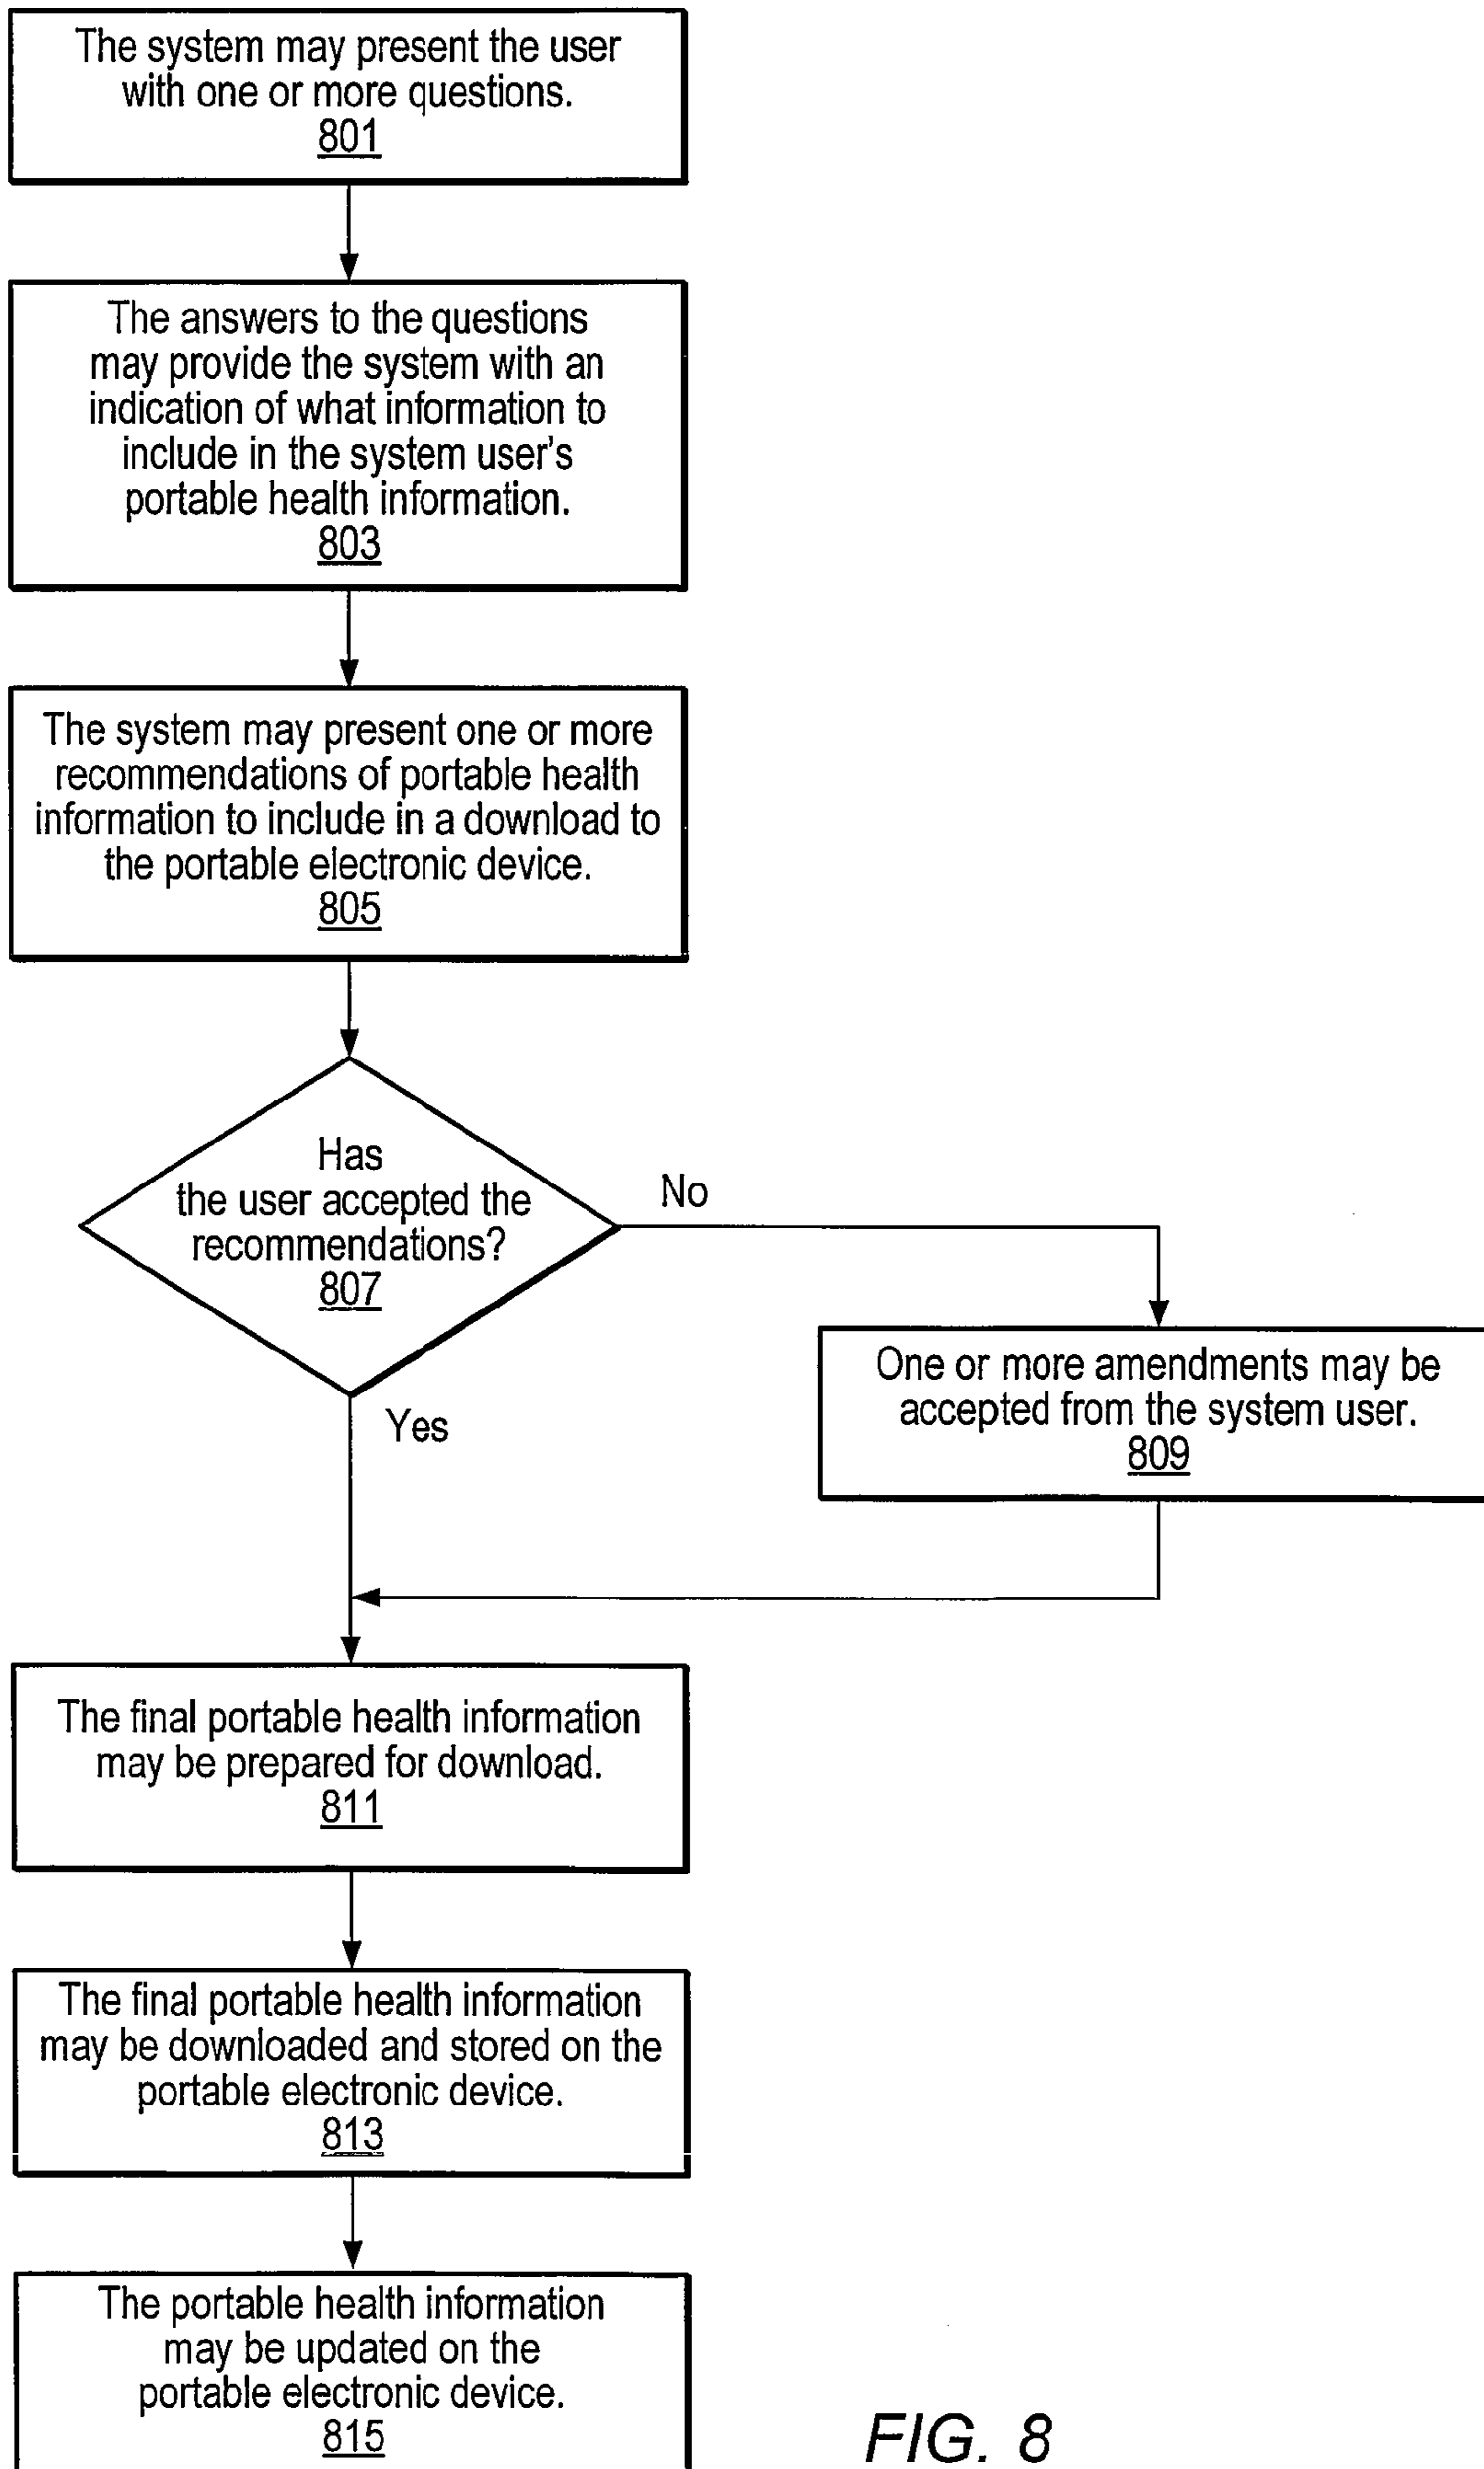 The system may present the user
with one or more questions.
801
The answers to the questions
may provide the system with an
indication of what information to
include in the system user's
portable health information.
803
The system may present one or more
recommendations of portable health
information to include in a download to
the portable electronic device.
805
Has
the user accepted the
recommendations?
807
No
Yes
One or more amendments may be
accepted from the system user.
809
The final portable health information
may be prepared for download.
811
The final portable health information
may be downloaded and stored on the
portable electronic device.
813
The portable health information
may be updated on the
portable electronic device.
815
FIG. 8